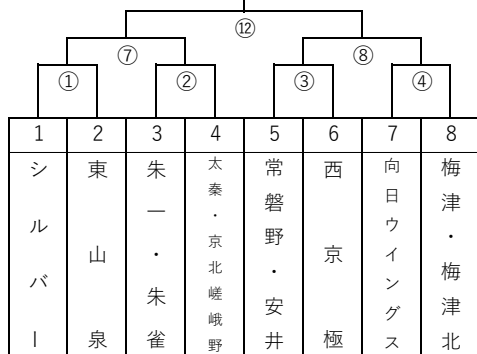 ⑫
⑦ ⑧
① ② ③ ④
1 2 3 4 5 6 7 8
シルバー
東山泉
朱一・朱雀
太秦・京北嵯峨野
常磐野・安井
西京極
向日ウイングス
梅津・梅津北